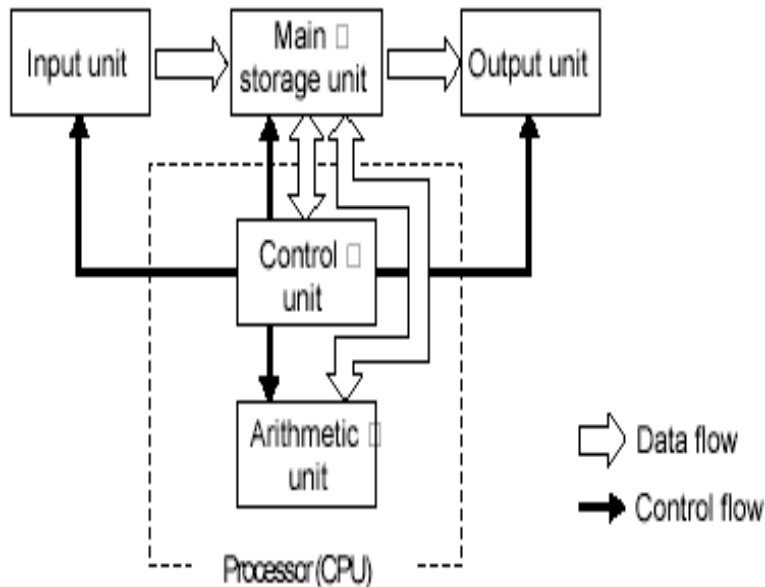 Input unit
Main □
storage unit
Output unit
Control □
unit
Arithmetic □
unit
Data flow
Control flow
Processor (CPU)